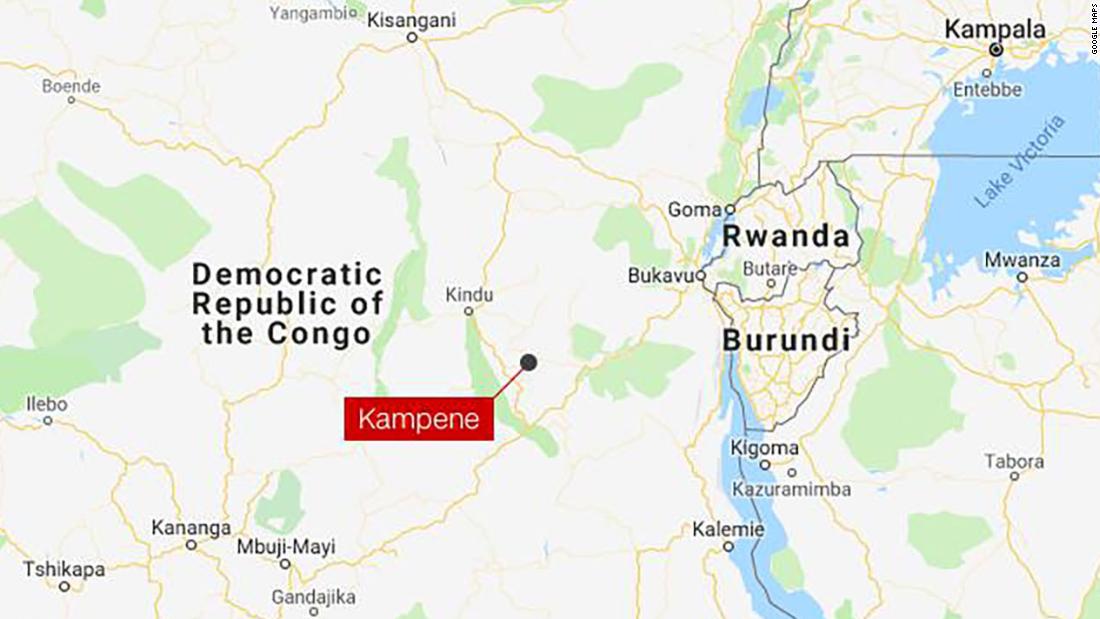 Yangambi
Kisangani
Kampala
GOOGLE MAPS
Boende
Entebbe
Lake Victoria
Goma
Rwanda
Democratic
Republic of
the Congo
Bukavu
Butare
Mwanza
Kindu
Burundi
Kampene
Ilebo
Kigoma
Tabora
Kazuramimba
Kananga
Mbuji-Mayi
Kalemie
Tshikapa
Gandajika